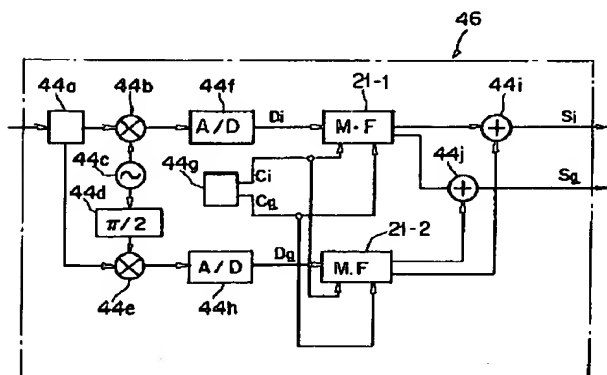 46
44a
44b
44f
21-1
44i
A/D
Di
M·F
Si
44c
44g
Ci
Cq
44j
Sq
44d
π/2
21-2
A/D
Dq
M.F
44e
44h